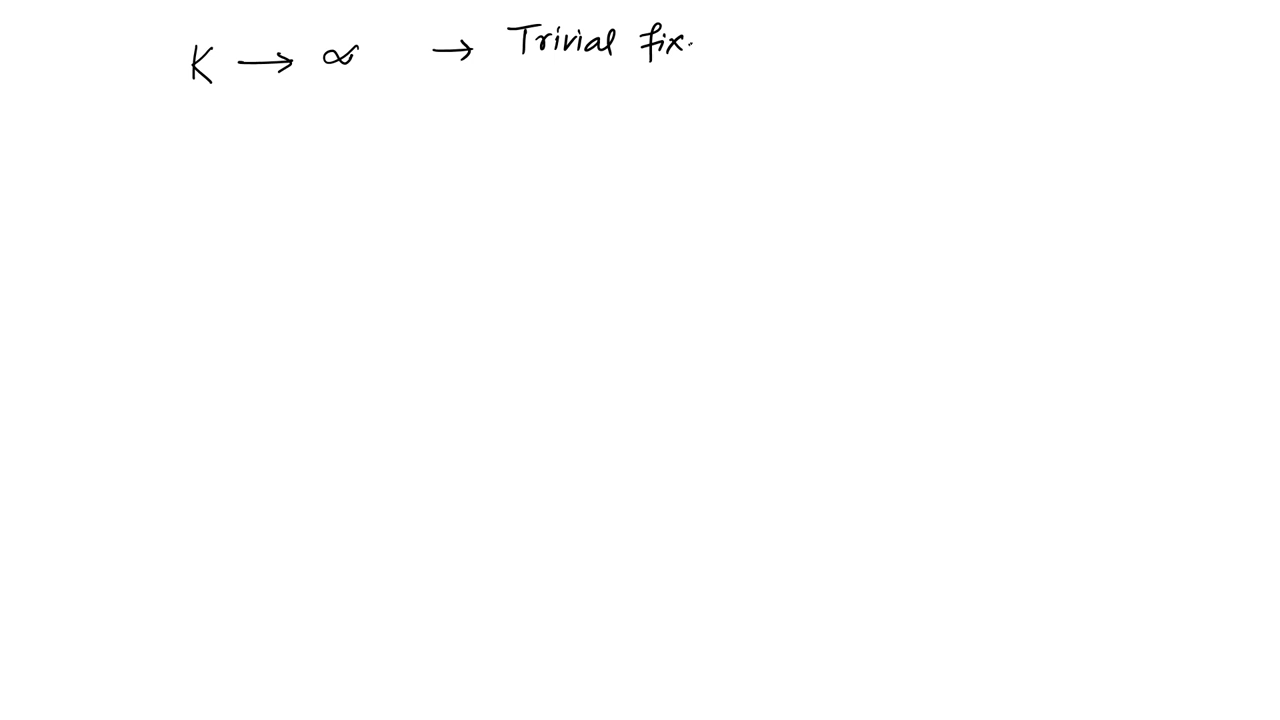 K → ∝ → Trivial fix.